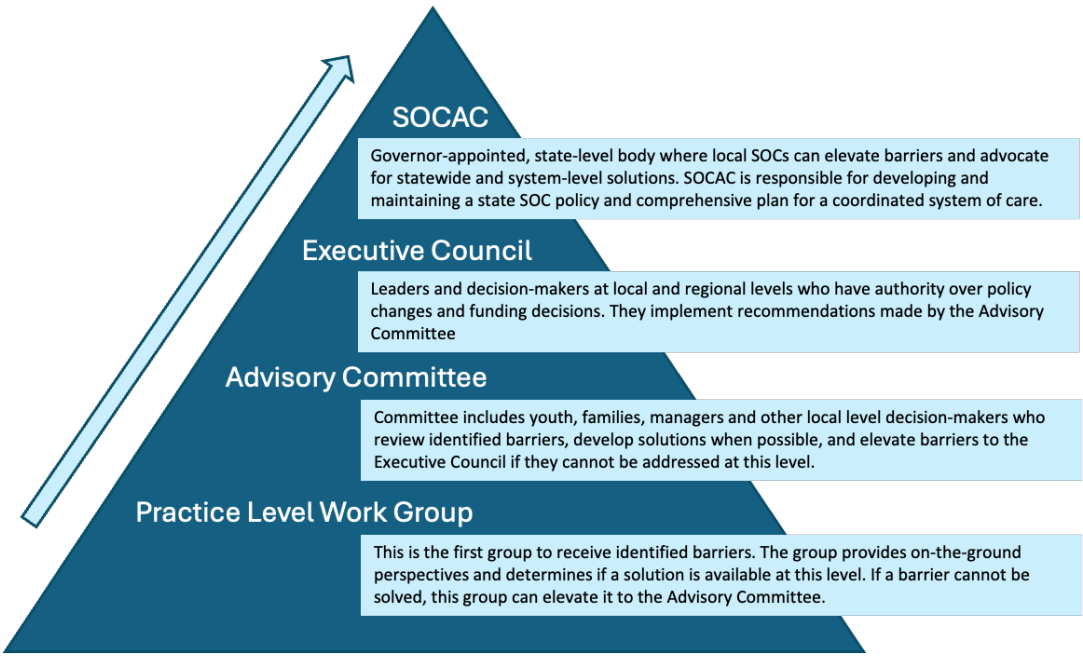 SOCAC
Governor-appointed, state-level body where local SOCs can elevate barriers and advocate
for statewide and system-level solutions. SOCAC is responsible for developing and
maintaining a state SOC policy and comprehensive plan for a coordinated system of care.
Executive Council
Leaders and decision-makers at local and regional levels who have authority over policy
changes and funding decisions. They implement recommendations made by the Advisory
Committee
Advisory Committee
Committee includes youth, families, managers and other local level decision-makers who
review identified barriers, develop solutions when possible, and elevate barriers to the
Executive Council if they cannot be addressed at this level.
Practice Level Work Group
This is the first group to receive identified barriers. The group provides on-the-ground
perspectives and determines if a solution is available at this level. If a barrier cannot be
solved, this group can elevate it to the Advisory Committee.